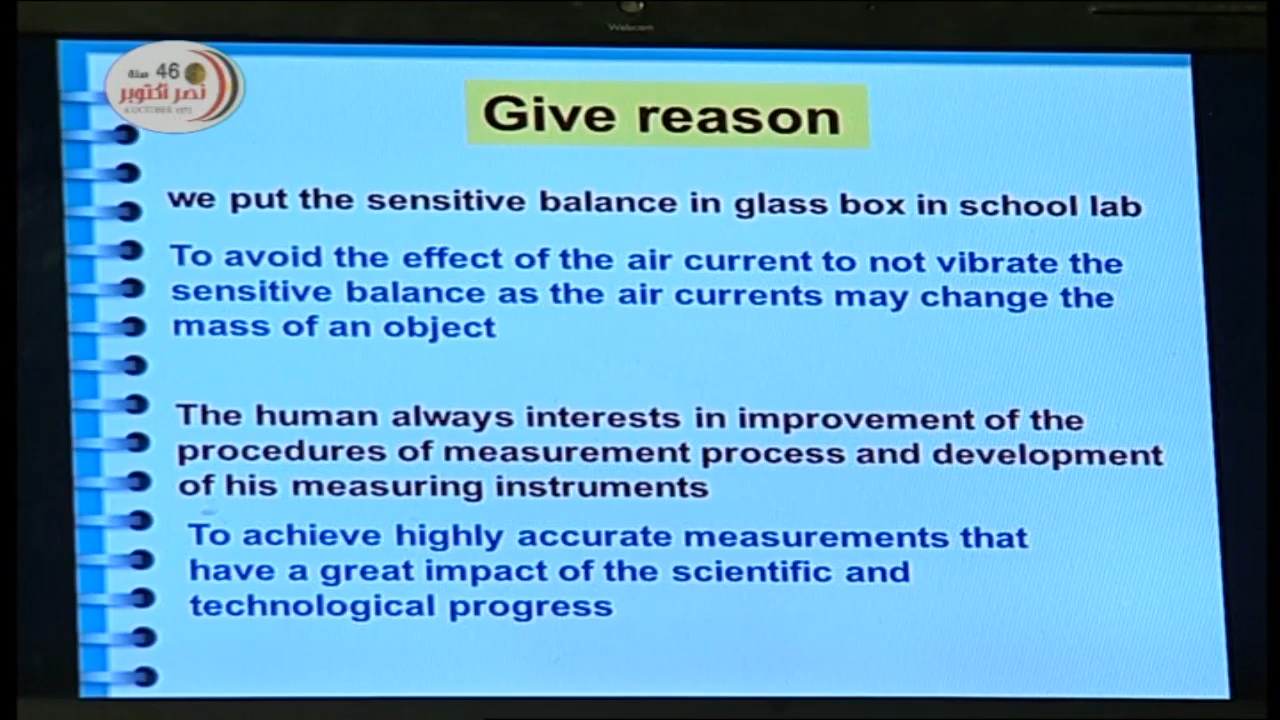 Webcam
46 سنة
نصر أكتوبر
6 OCTOBER 1973
Give reason
we put the sensitive balance in glass box in school lab
To avoid the effect of the air current to not vibrate the
sensitive balance as the air currents may change the
mass of an object
The human always interests in improvement of the
procedures of measurement process and development
of his measuring instruments
To achieve highly accurate measurements that
have a great impact of the scientific and
technological progress